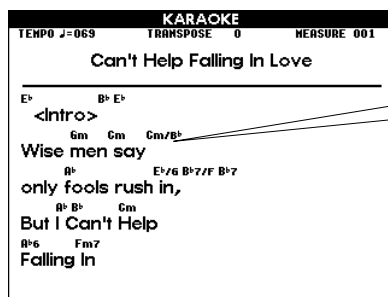 KARAOKE
TEMPO ♩=069 TRANSPOSE 0 MEASURE 001
Can't Help Falling In Love
E♭ B♭ E♭
<Intro>
Gm Cm Cm/B♭
Wise men say
A♭ E♭/G B♭7/F B♭7
only fools rush in,
A♭ B♭ Cm
But I Can't Help
A♭6 Fm7
Falling In